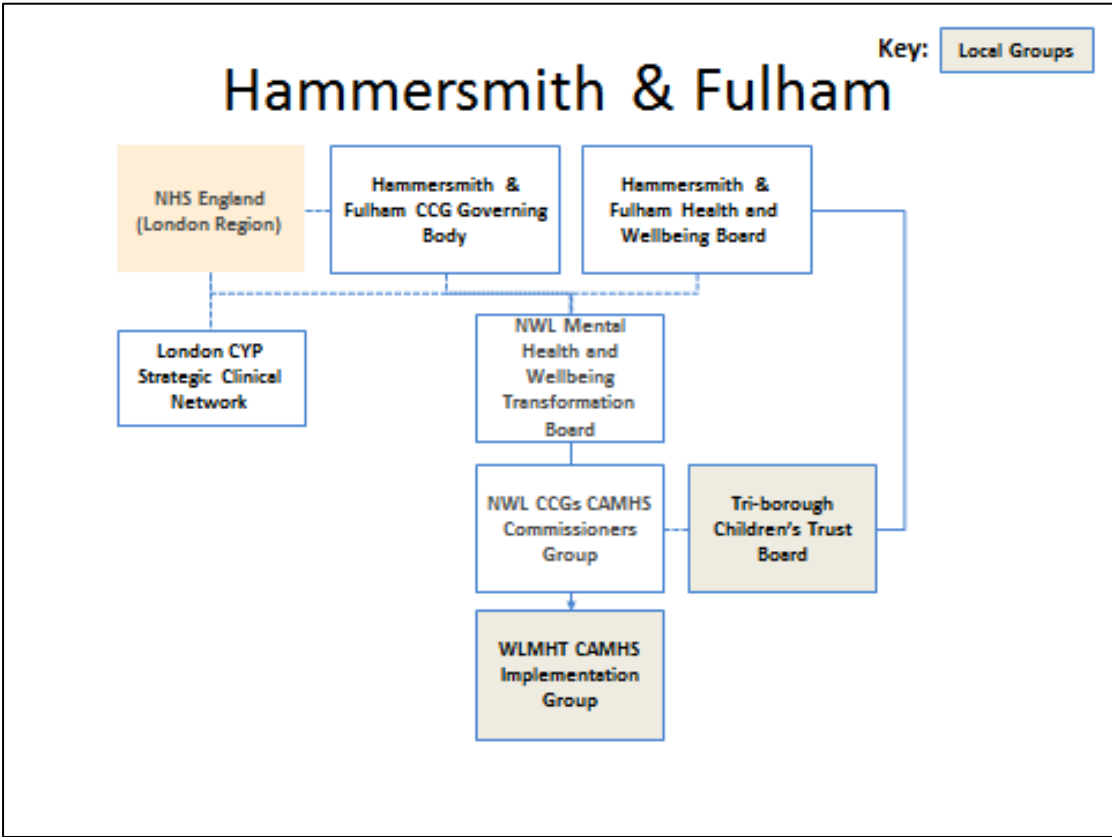 Key:
Local Groups
Hammersmith & Fulham
NHS England
(London Region)
Hammersmith &
Fulham CCG Governing
Body
Hammersmith &
Fulham Health and
Wellbeing Board
London CYP
Strategic Clinical
Network
NWL Mental
Health and
Wellbeing
Transformation
Board
NWL CCGs CAMHS
Commissioners
Group
Tri-borough
Children's Trust
Board
WLMHT CAMHS
Implementation
Group